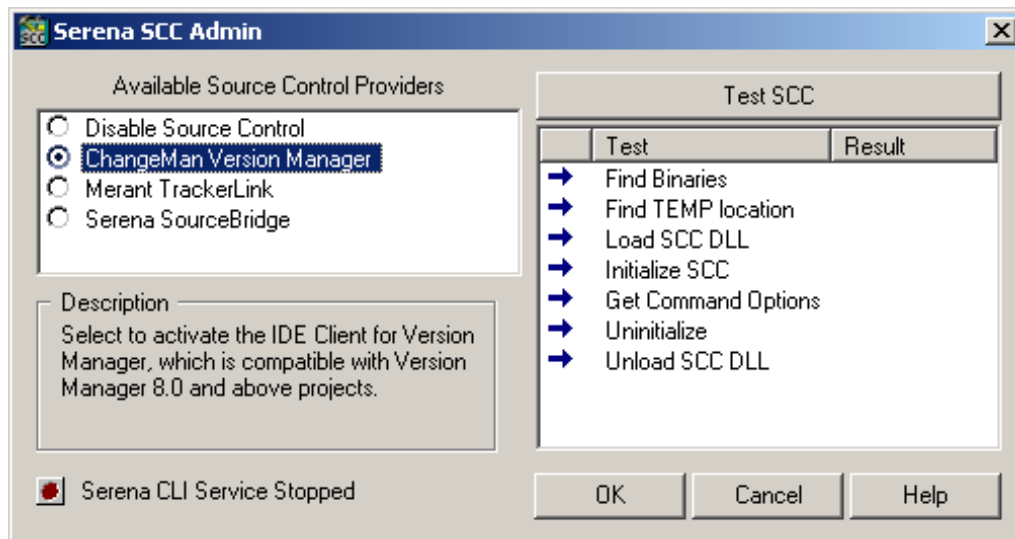 Serena SCC Admin
Available Source Control Providers
Disable Source Control
ChangeMan Version Manager
Merant TrackerLink
Serena SourceBridge
Description
Select to activate the IDE Client for Version
Manager, which is compatible with Version
Manager 8.0 and above projects.
Serena CLI Service Stopped
Test SCC
Test Result
Find Binaries
Find TEMP location
Load SCC DLL
Initialize SCC
Get Command Options
Uninitialize
Unload SCC DLL
OK Cancel Help